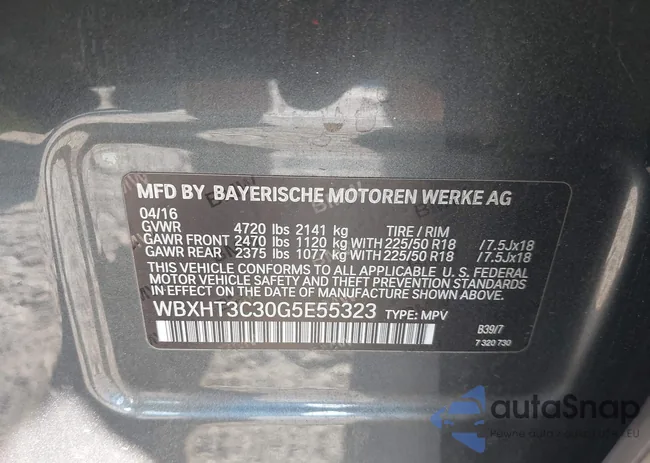 MFD BY BAYERISCHE MOTOREN WERKE AG
04/16
GVWR 4720 lbs 2141 kg TIRE / RIM
GAWR FRONT 2470 lbs 1120 kg WITH 225/50 R18 /7.5Jx18
GAWR REAR 2375 lbs 1077 kg WITH 225/50 R18 /7.5Jx18
THIS VEHICLE CONFORMS TO ALL APPLICABLE U. S. FEDERAL
MOTOR VEHICLE SAFETY AND THEFT PREVENTION STANDARDS
IN EFFECT ON THE DATE OF MANUFACTURE SHOWN ABOVE.
WBXHT3C30G5E55323 TYPE: MPV
B39/7
7 320 730
autaSnap
Pewne auta z